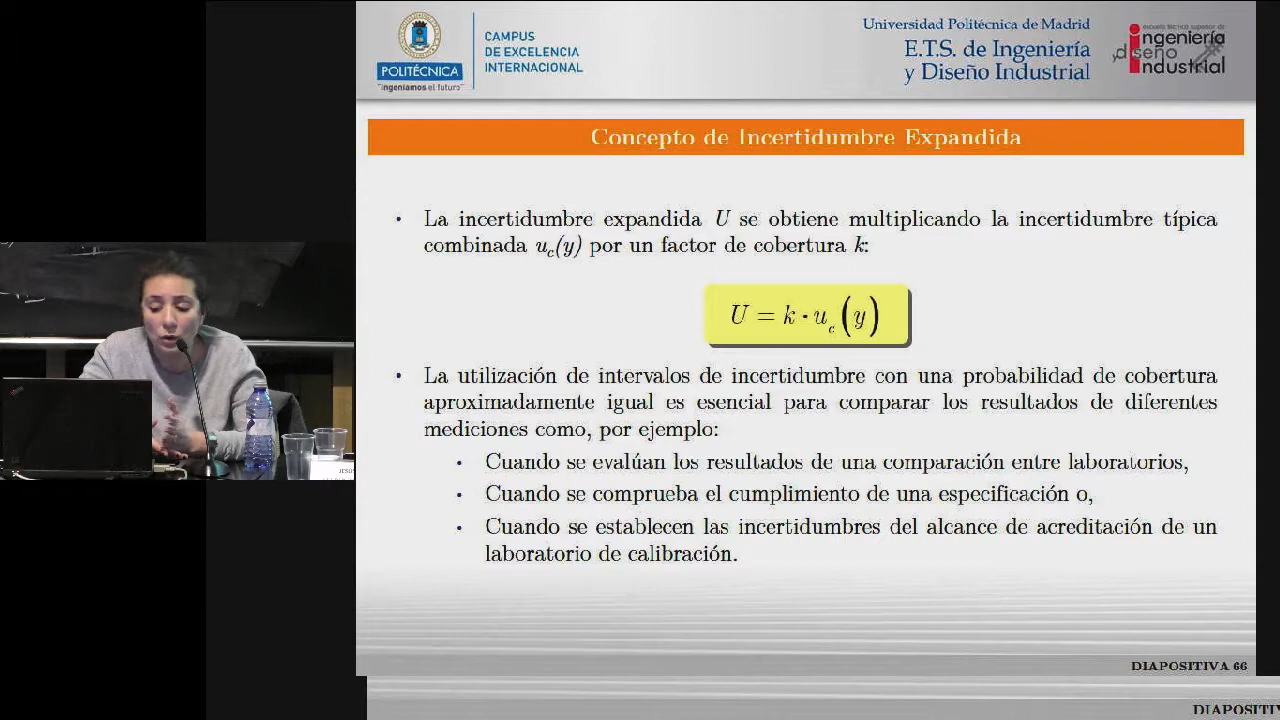 POLITÉCNICA
"Ingeniamos el futuro"
CAMPUS
DE EXCELENCIA
INTERNACIONAL
Universidad Politécnica de Madrid
E.T.S. de Ingeniería
y Diseño Industrial
escuela técnica superior de
ingeniería
diseño
industrial
Concepto de Incertidumbre Expandida
• La incertidumbre expandida U se obtiene multiplicando la incertidumbre típica
combinada u_c(y) por un factor de cobertura k:
U = k · u_c(y)
• La utilización de intervalos de incertidumbre con una probabilidad de cobertura
aproximadamente igual es esencial para comparar los resultados de diferentes
mediciones como, por ejemplo:
• Cuando se evalúan los resultados de una comparación entre laboratorios,
• Cuando se comprueba el cumplimiento de una especificación o,
• Cuando se establecen las incertidumbres del alcance de acreditación de un
laboratorio de calibración.
DIAPOSITIVA 66
DIAPOSITIV